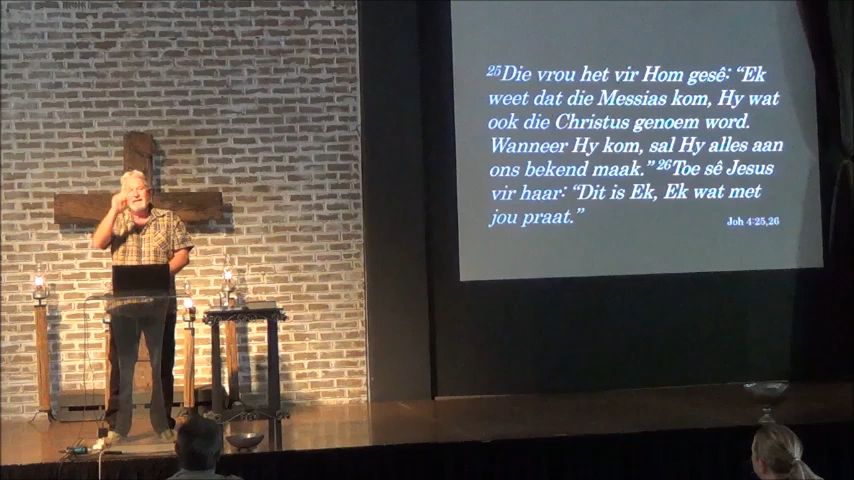 25Die vrou het vir Hom gesê: “Ek
weet dat die Messias kom, Hy wat
ook die Christus genoem word.
Wanneer Hy kom, sal Hy alles aan
ons bekend maak.” 26Toe sê Jesus
vir haar: “Dit is Ek, Ek wat met
jou praat.”
Joh 4:25,26